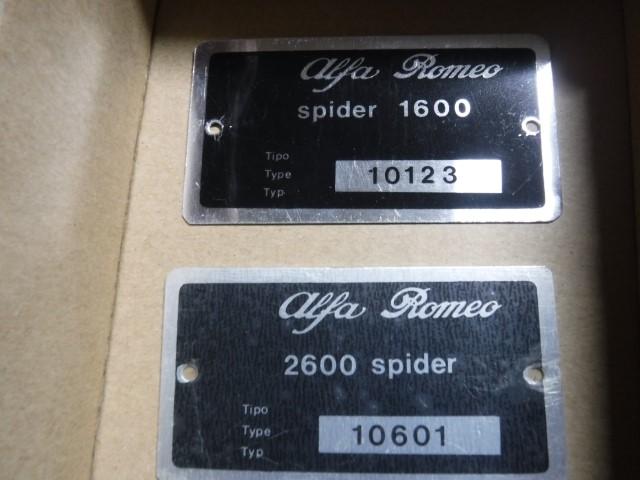 Alfa Romeo
spider 1600
Tipo
Type 10123
Typ
Alfa Romeo
2600 spider
Tipo
Type 10601
Typ